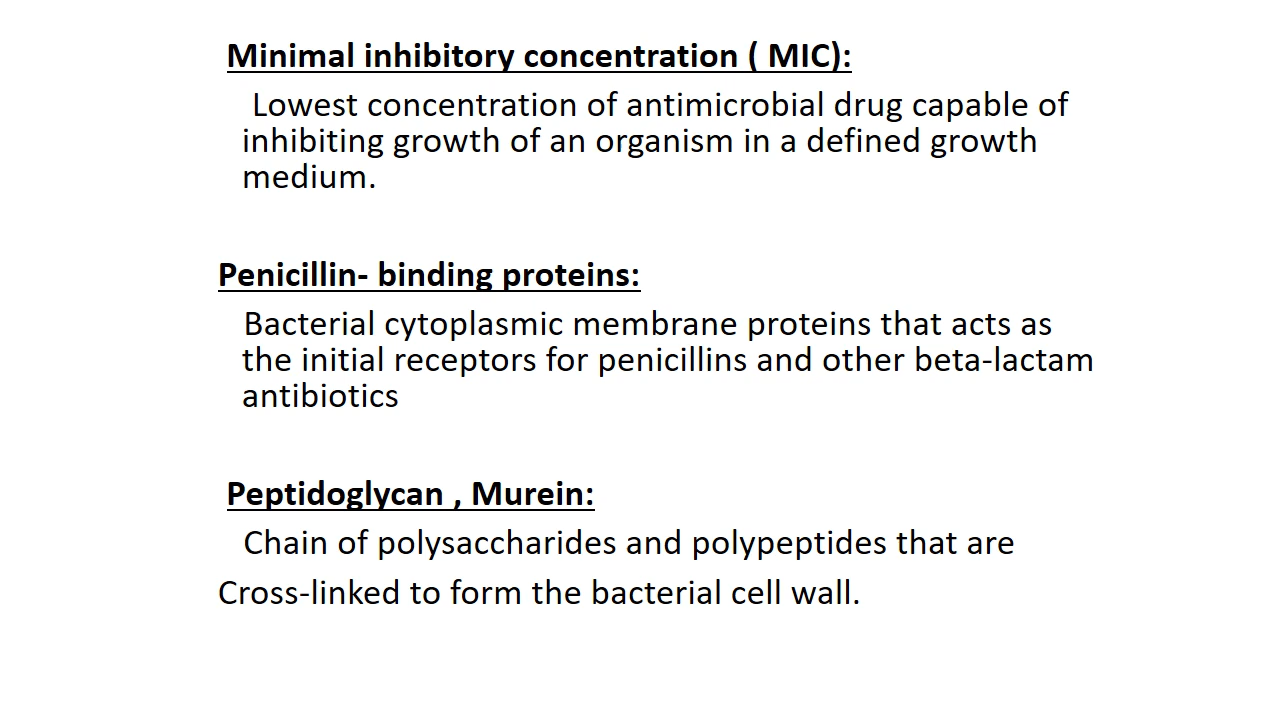 Minimal inhibitory concentration ( MIC):
Lowest concentration of antimicrobial drug capable of
inhibiting growth of an organism in a defined growth
medium.
Penicillin- binding proteins:
Bacterial cytoplasmic membrane proteins that acts as
the initial receptors for penicillins and other beta-lactam
antibiotics
Peptidoglycan , Murein:
Chain of polysaccharides and polypeptides that are
Cross-linked to form the bacterial cell wall.